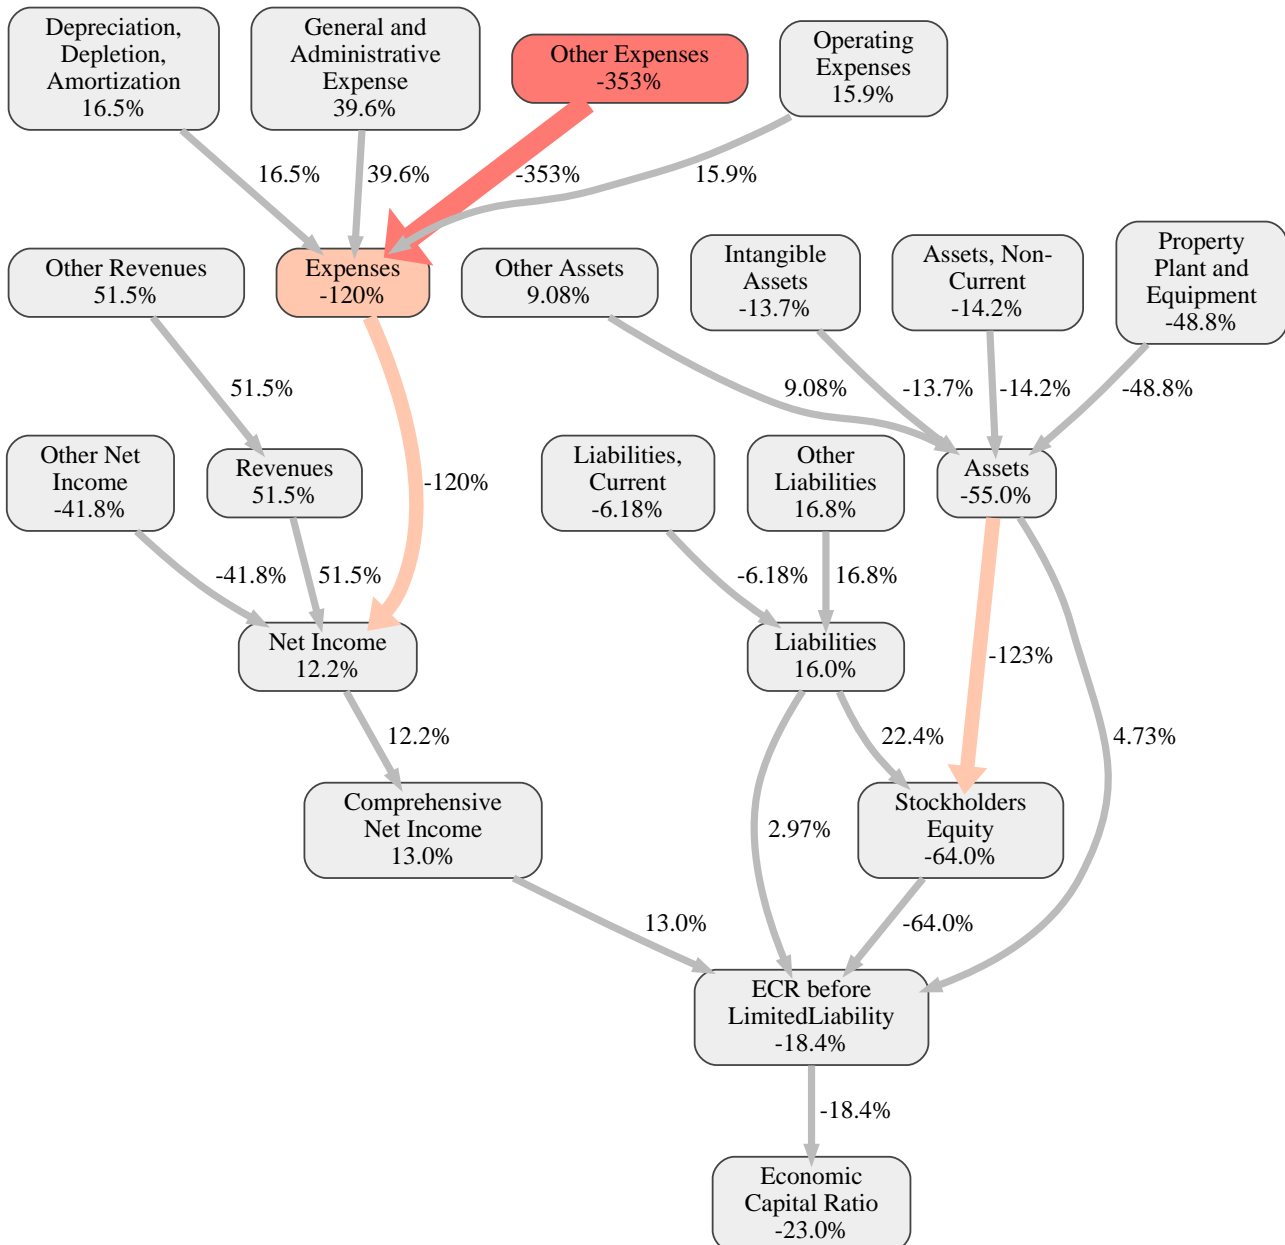 Depreciation,
Depletion,
Amortization
16.5%
General and
Administrative
Expense
39.6%
Other Expenses
-353%
Operating
Expenses
15.9%
16.5%
39.6%
-353%
15.9%
Other Revenues
51.5%
Expenses
-120%
Other Assets
9.08%
Intangible
Assets
-13.7%
Assets, Non-
Current
-14.2%
Property
Plant and
Equipment
-48.8%
51.5%
9.08%
-13.7%
-14.2%
-48.8%
Other Net
Income
-41.8%
Revenues
51.5%
-120%
Liabilities,
Current
-6.18%
Other
Liabilities
16.8%
Assets
-55.0%
-41.8%
51.5%
-6.18%
16.8%
Net Income
12.2%
Liabilities
16.0%
-123%
12.2%
22.4%
4.73%
Comprehensive
Net Income
13.0%
2.97%
Stockholders
Equity
-64.0%
13.0%
-64.0%
ECR before
LimitedLiability
-18.4%
-18.4%
Economic
Capital Ratio
-23.0%